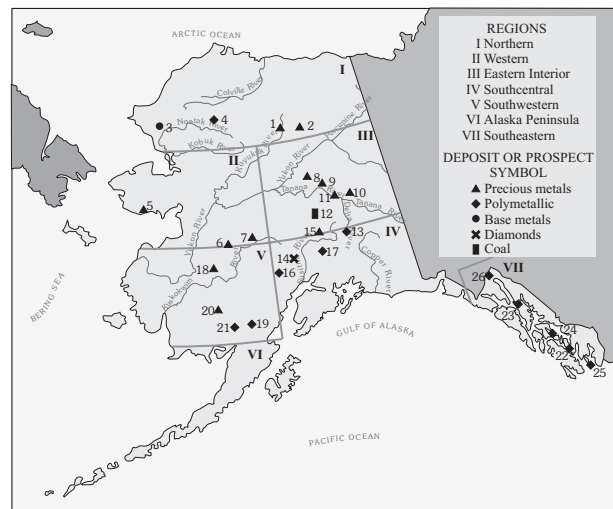 ARCTIC OCEAN
REGIONS
I Northern
II Western
III Eastern Interior
IV Southcentral
V Southwestern
VI Alaska Peninsula
VII Southeastern
DEPOSIT OR PROSPECT
SYMBOL
Precious metals
Polymetallic
Base metals
Diamonds
Coal
I
Colville River
Noatak River
3
4
1
2
Porcupine River
III
Kobuk River
II
Koyukuk River
Yukon River
8
9
10
11
Tanana
Tanana River
5
12
Yukon River
6
7
V
15
13
IV
14
16
17
Copper River
18
Kuskokwim River
BERING SEA
20
21
19
VI
GULF OF ALASKA
VII
26
23
24
22
25
PACIFIC OCEAN